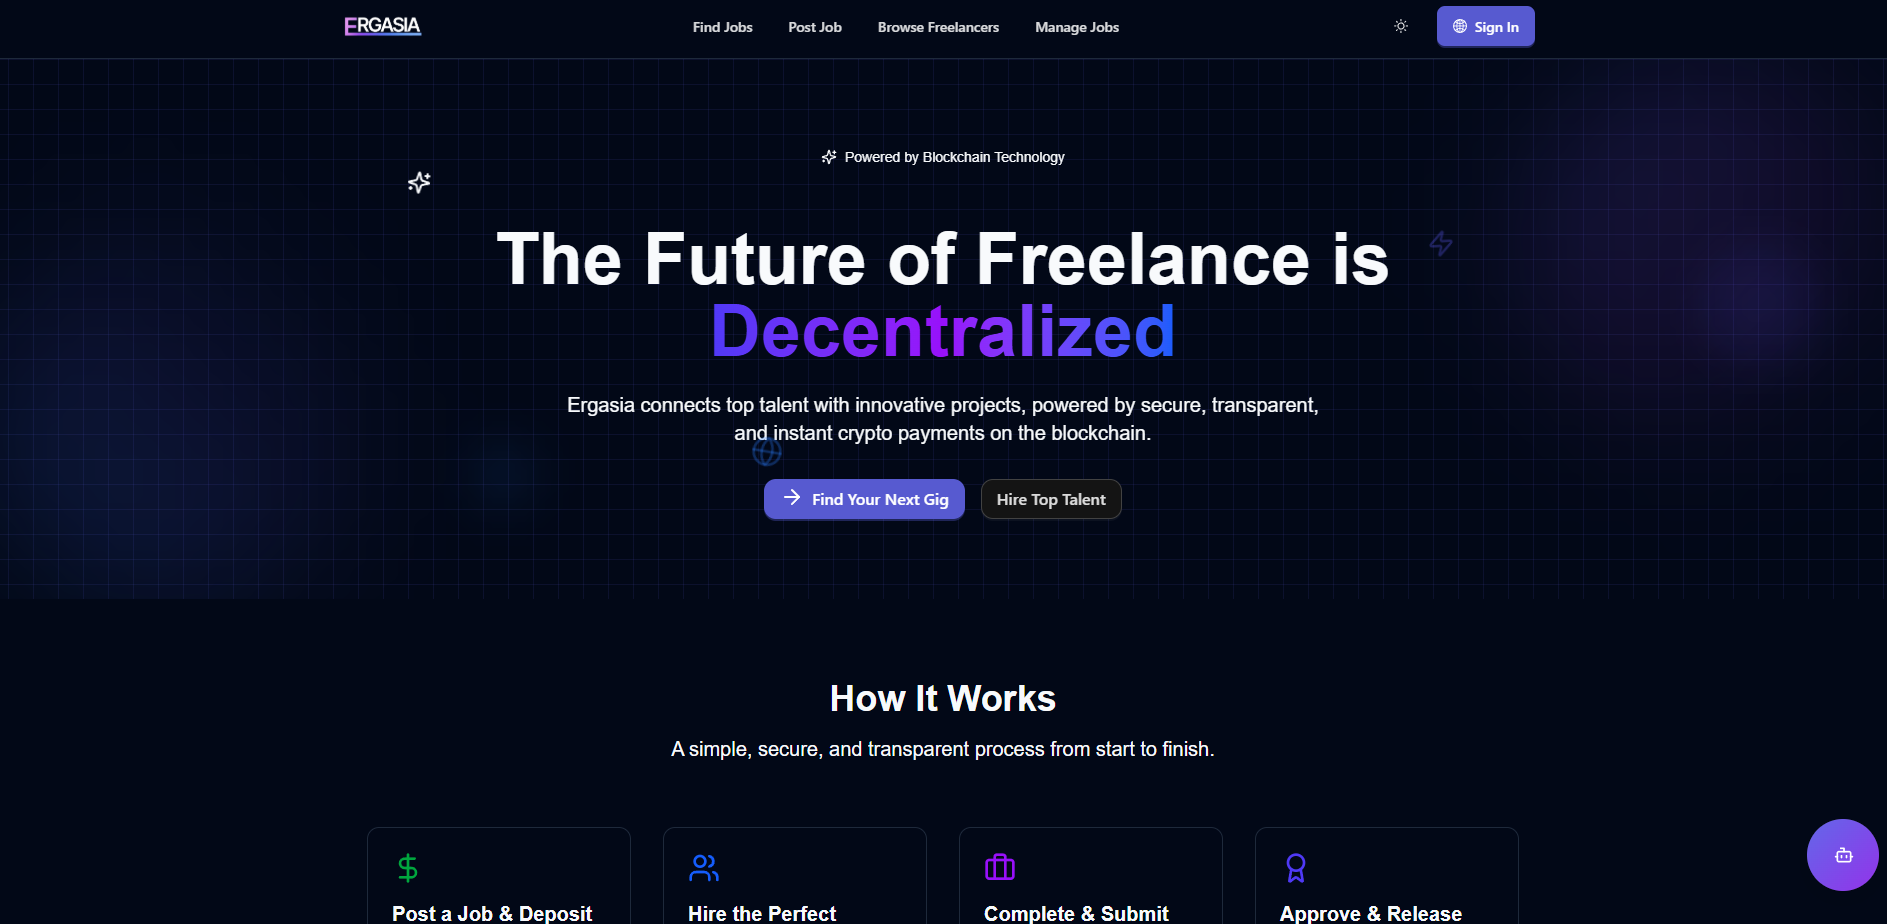 ERGASIA
Find Jobs
Post Job
Browse Freelancers
Manage Jobs
Sign In
Powered by Blockchain Technology
The Future of Freelance is
Decentralized
Ergasia connects top talent with innovative projects, powered by secure, transparent,
and instant crypto payments on the blockchain.
Find Your Next Gig
Hire Top Talent
How It Works
A simple, secure, and transparent process from start to finish.
Post a Job & Deposit
Hire the Perfect
Complete & Submit
Approve & Release